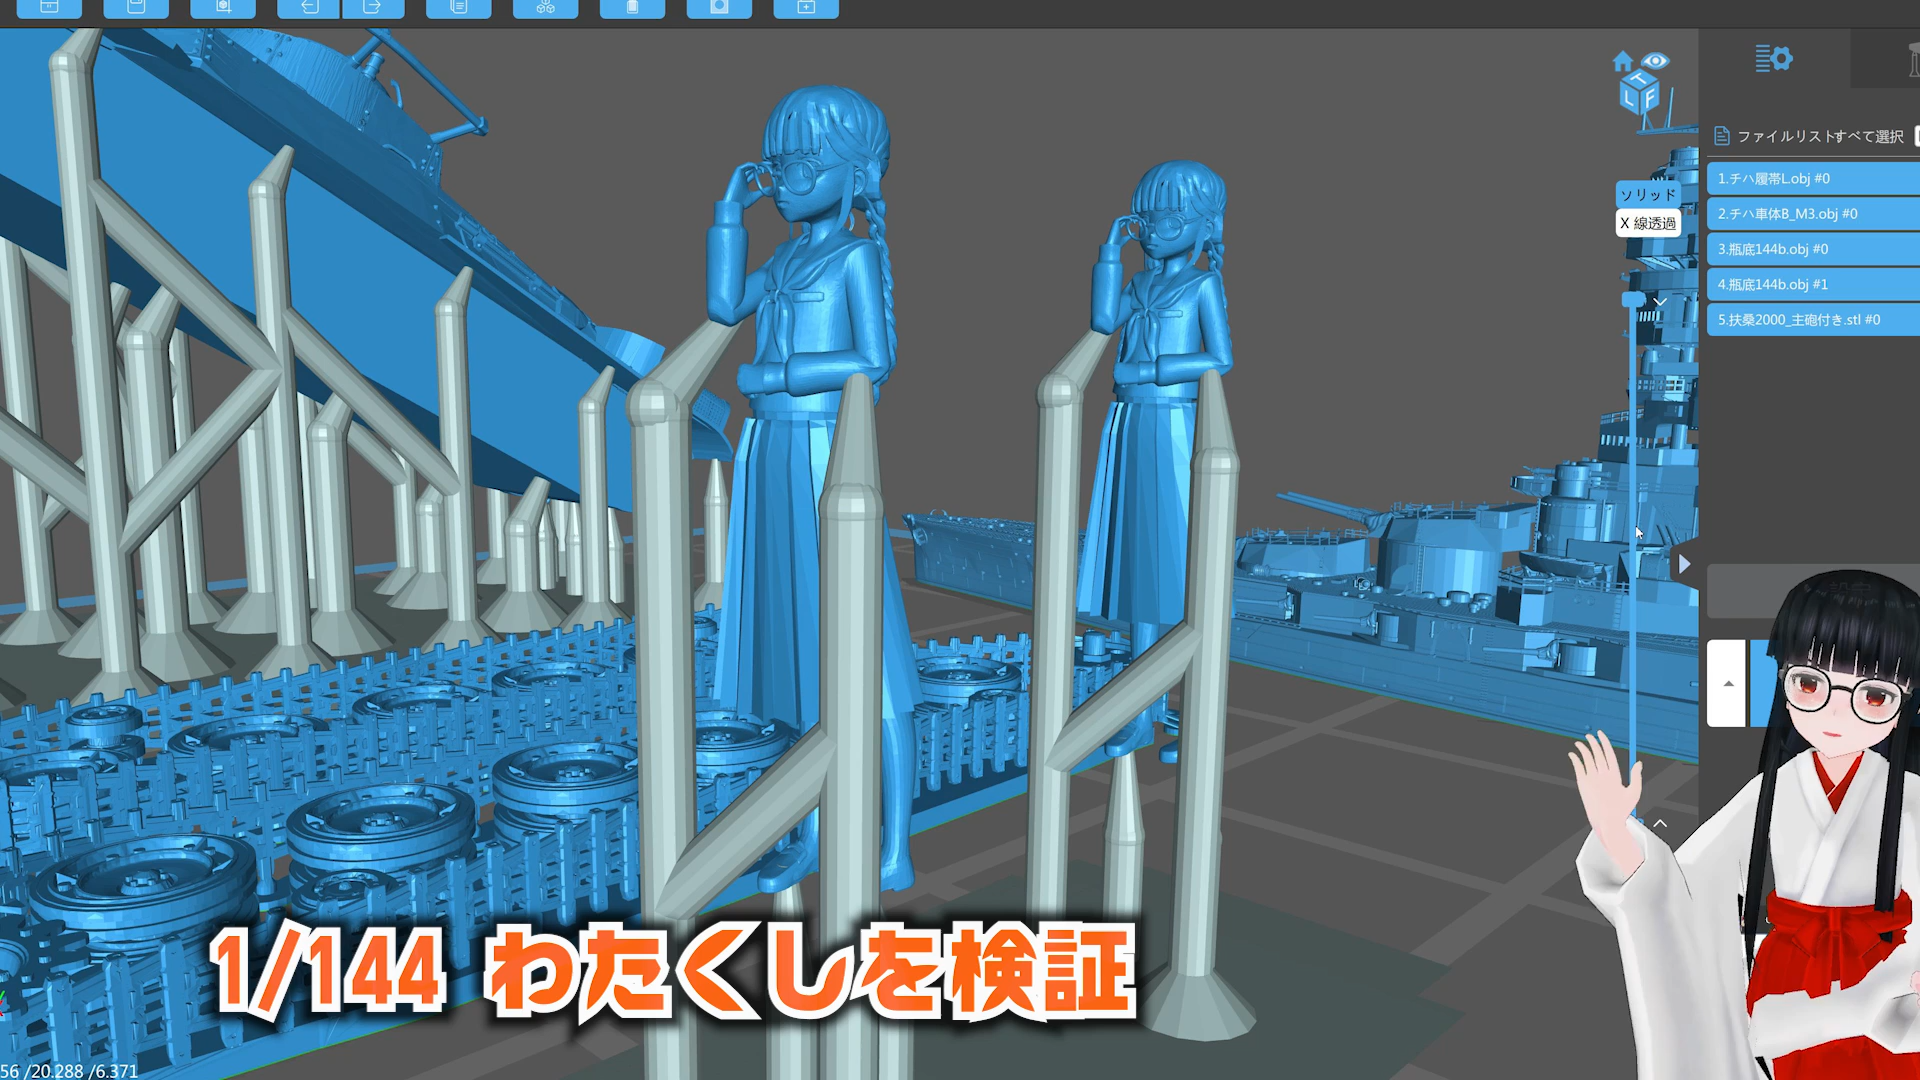 T
L F
ファイルリスト すべて選択
1.チハ履帯L.obj #0
ソリッド
2.チハ車体B_M3.obj #0
X 線透過
3.瓶底144b.obj #0
4.瓶底144b.obj #1
5.扶桑2000_主砲付き.stl #0
1/144 わたくしを検証
56 /20.288 /6.371